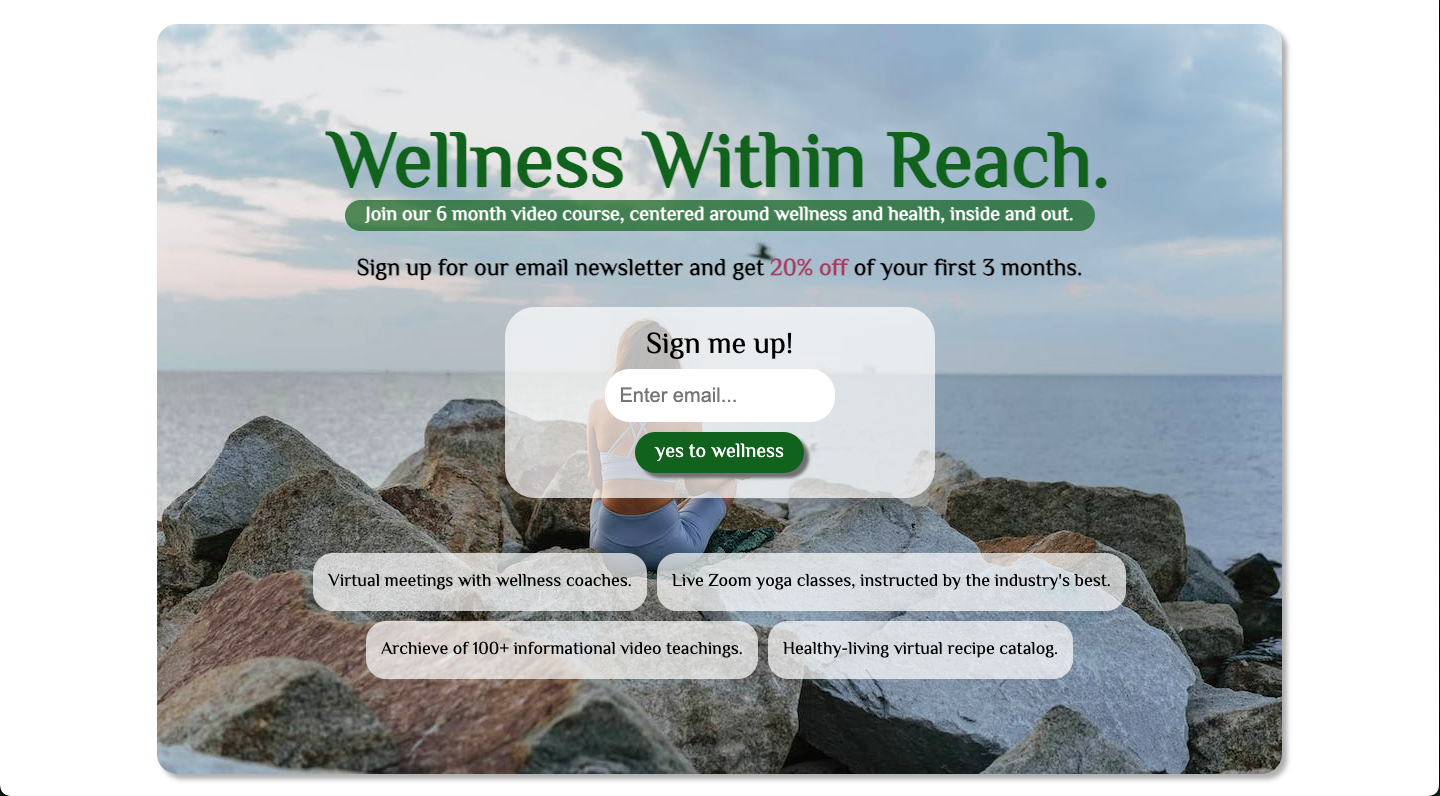 Wellness Within Reach.
Join our 6 month video course, centered around wellness and health, inside and out.
Sign up for our email newsletter and get 20% off of your first 3 months.
Sign me up!
Enter email...
yes to wellness
Virtual meetings with wellness coaches.
Live Zoom yoga classes, instructed by the industry's best.
Archieve of 100+ informational video teachings.
Healthy-living virtual recipe catalog.